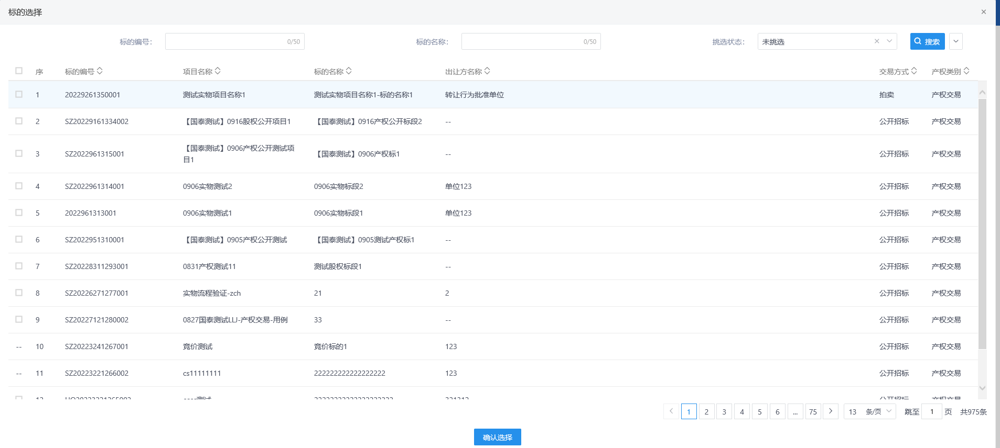 标的选择
标的编号: 0/50 标的名称: 0/50 挑选状态: 未挑选 搜索
序 标的编号 项目名称 标的名称 出让方名称 交易方式 产权类别
1 20229261350001 测试实物项目名称1 测试实物项目名称1-标的名称1 转让行为批准单位 拍卖 产权交易
2 SZ20229161334002 【国泰测试】0916股权公开项目1 【国泰测试】0916产权公开标段2 -- 公开招标 产权交易
3 SZ2022961315001 【国泰测试】0906产权公开测试项 【国泰测试】0906产权标1 -- 公开招标 产权交易
目1
4 SZ2022961314001 0906实物测试2 0906实物标段2 单位123 公开招标 产权交易
5 2022961313001 0906实物测试1 0906实物标段1 单位123 公开招标 产权交易
6 SZ2022951310001 【国泰测试】0905产权公开测试 【国泰测试】0905测试产权标1 -- 公开招标 产权交易
7 SZ20228311293001 0831产权测试11 测试股权标段1 -- 公开招标 产权交易
8 SZ20226271277001 实物流程验证-zch 21 2 公开招标 产权交易
9 SZ20227121280002 0827国泰测试LLJ-产权交易-用例 33 -- 公开招标 产权交易
-- 10 SZ20223241267001 竞价测试 竞价标的1 123 公开招标 产权交易
-- 11 SZ20223221266002 cs11111111 222222222222222222 123 公开招标 产权交易
公开招标 产权交易
1 2 3 4 5 6 ... 75 13 条/页 跳至 1 页 共975条
确认选择